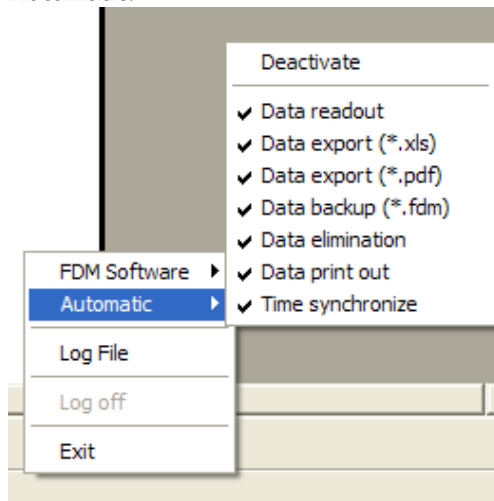 Deactivate
Data readout
Data export (*.xls)
Data export (*.pdf)
Data backup (*.fdm)
Data elimination
Data print out
Time synchronize
FDM Software
Automatic
Log File
Log off
Exit